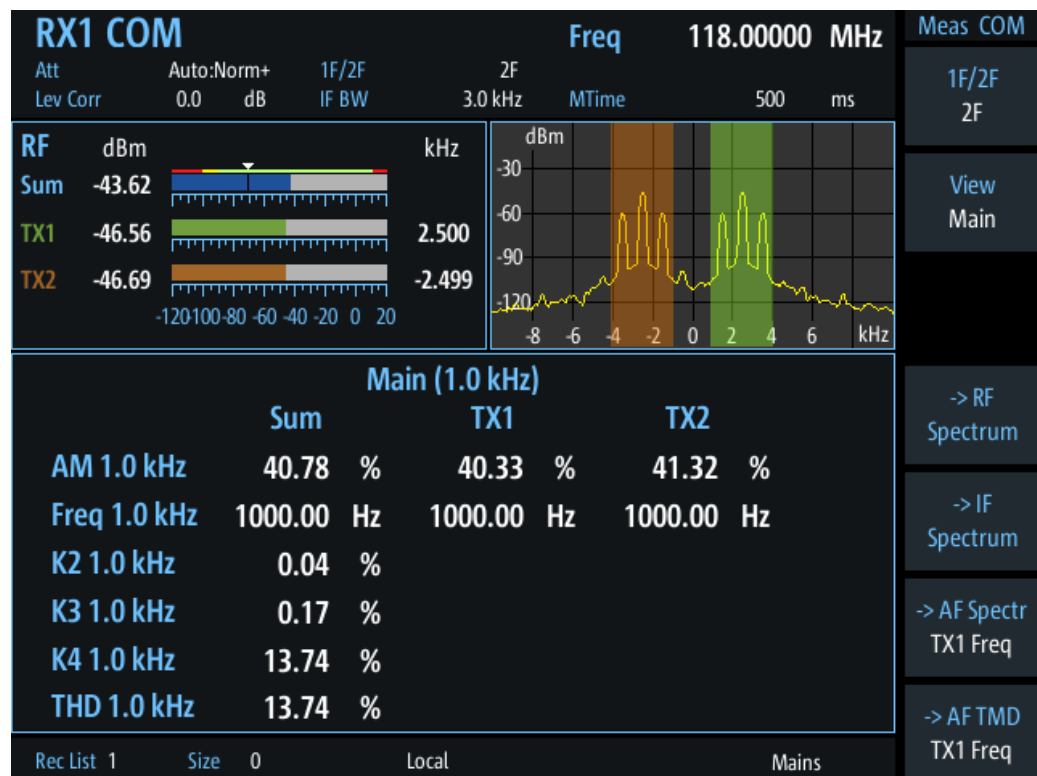 RX1 COM Freq 118.00000 MHz Meas COM
Att Auto:Norm+ 1F/2F 2F
Lev Corr 0.0 dB IF BW 3.0 kHz MTime 500 ms
1F/2F
2F
RF dBm kHz
Sum -43.62
TX1 -46.56 2.500
TX2 -46.69 -2.499
-120-100-80 -60 -40 -20 0 20
dBm
-30
-60
-90
-120
-8 -6 -4 -2 0 2 4 6 kHz
View
Main
Main (1.0 kHz)
Sum TX1 TX2
AM 1.0 kHz 40.78 % 40.33 % 41.32 %
Freq 1.0 kHz 1000.00 Hz 1000.00 Hz 1000.00 Hz
K2 1.0 kHz 0.04 %
K3 1.0 kHz 0.17 %
K4 1.0 kHz 13.74 %
THD 1.0 kHz 13.74 %
-> RF
Spectrum
-> IF
Spectrum
-> AF Spectr
TX1 Freq
-> AF TMD
TX1 Freq
Rec List 1 Size 0 Local Mains